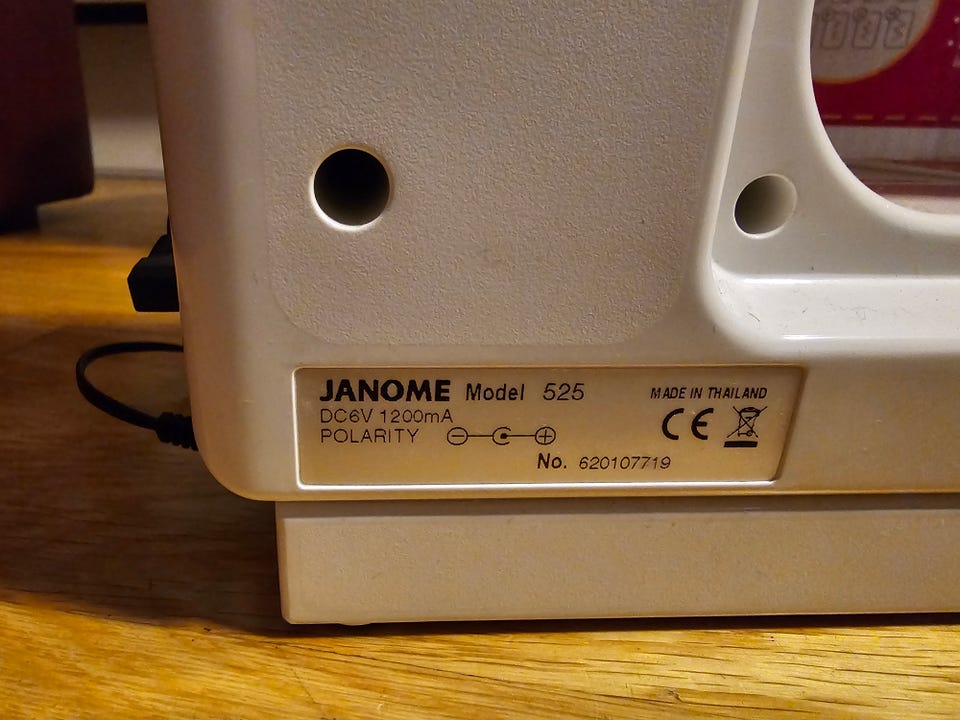 JANOME Model 525
MADE IN THAILAND
DC6V 1200mA
POLARITY
CE
No. 620107719